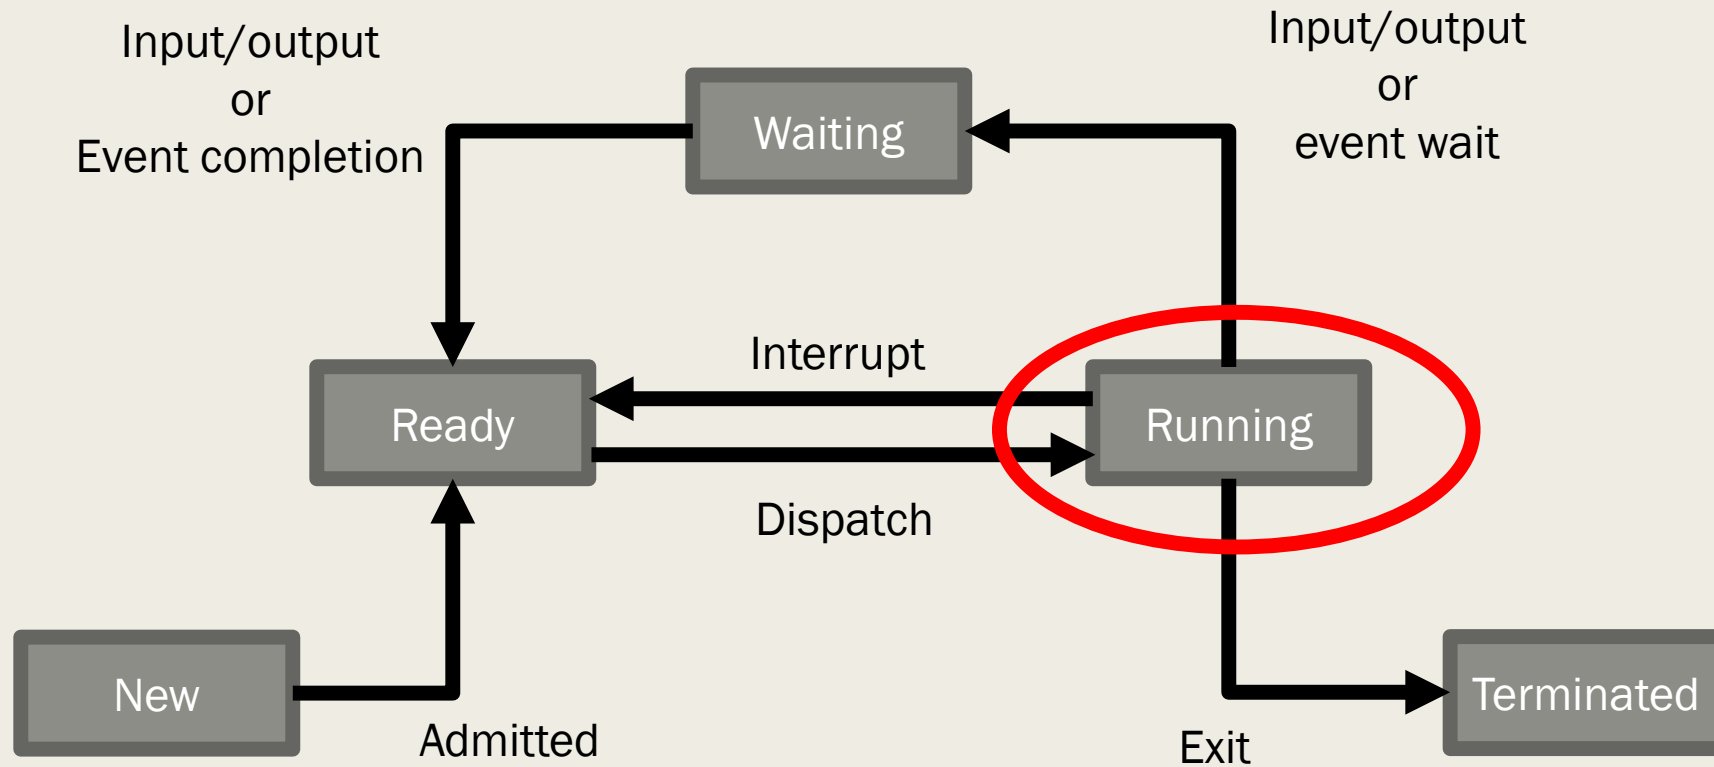 Input/output
or
Event completion
Waiting
Input/output
or
event wait
Interrupt
Ready
Running
Dispatch
New
Admitted
Exit
Terminated